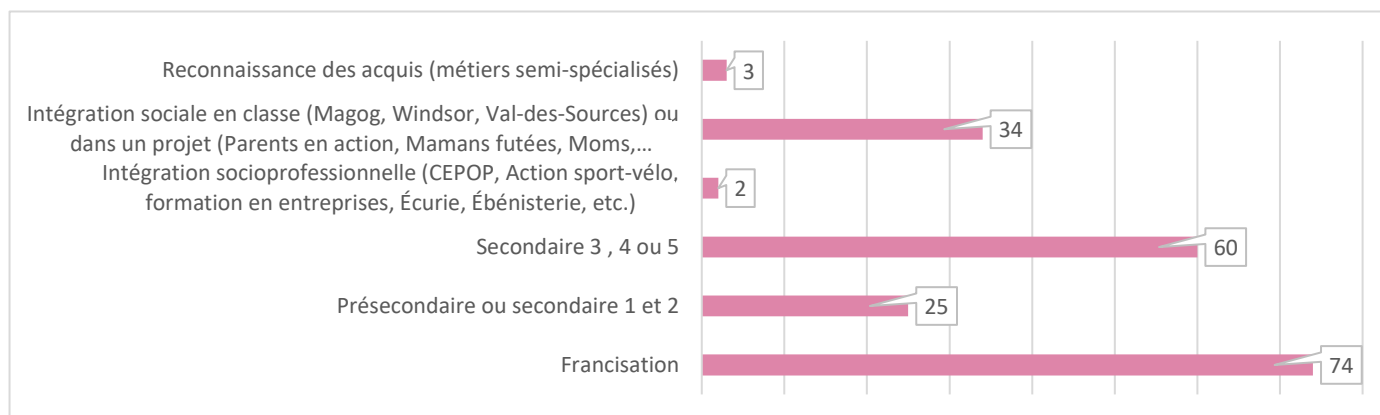 Reconnaissance des acquis (métiers semi-spécialisés)
3
Intégration sociale en classe (Magog, Windsor, Val-des-Sources) ou
dans un projet (Parents en action, Mamans futées, Moms,...
34
Intégration socioprofessionnelle (CEPOP, Action sport-vélo,
formation en entreprises, Écurie, Ébénisterie, etc.)
2
Secondaire 3 , 4 ou 5
60
Présecondaire ou secondaire 1 et 2
25
Francisation
74